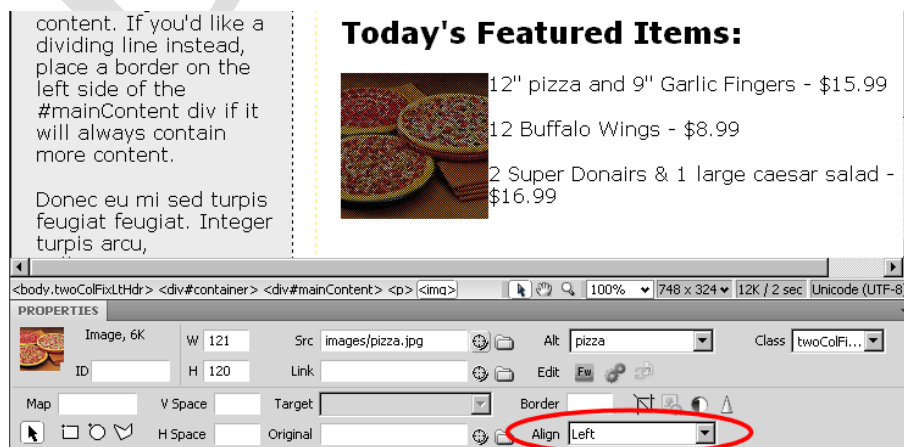 content. If you'd like a
dividing line instead,
place a border on the
left side of the
#mainContent div if it
will always contain
more content.
Donec eu mi sed turpis
feugiat feugiat. Integer
turpis arcu,
Today's Featured Items:
12" pizza and 9" Garlic Fingers - $15.99
12 Buffalo Wings - $8.99
2 Super Donairs & 1 large caesar salad -
$16.99
<body.twoColFixLtHdr> <div#container> <div#mainContent> <p> <img> 100% 748 x 324 12K / 2 sec Unicode (UTF-8
PROPERTIES
Image, 6K W 121 Src images/pizza.jpg Alt pizza Class twoColFi...
ID H 120 Link Edit Fw
Map V Space Target Border
H Space Original Align Left